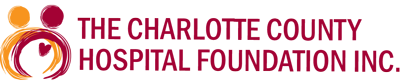 THE CHARLOTTE COUNTY
HOSPITAL FOUNDATION INC.